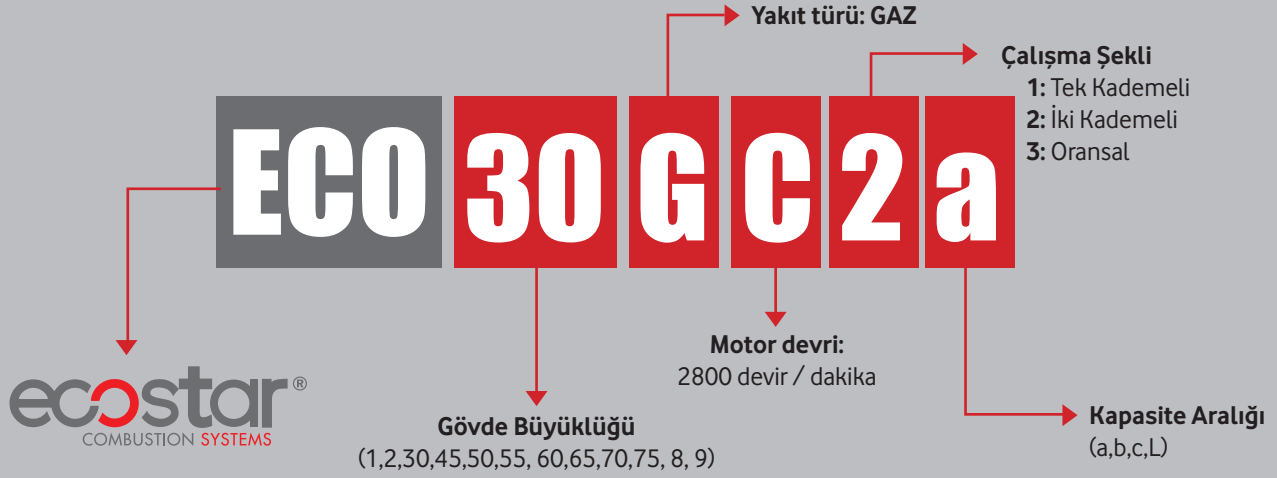 Yakıt türü: GAZ
Çalışma Şekli
1: Tek Kademeli
2: İki Kademeli
3: Oransal
ECO 30 G C 2 a
Motor devri:
2800 devir / dakika
ecostar®
COMBUSTION SYSTEMS
Gövde Büyüklüğü
(1,2,30,45,50,55, 60,65,70,75, 8, 9)
Kapasite Aralığı
(a,b,c,L)